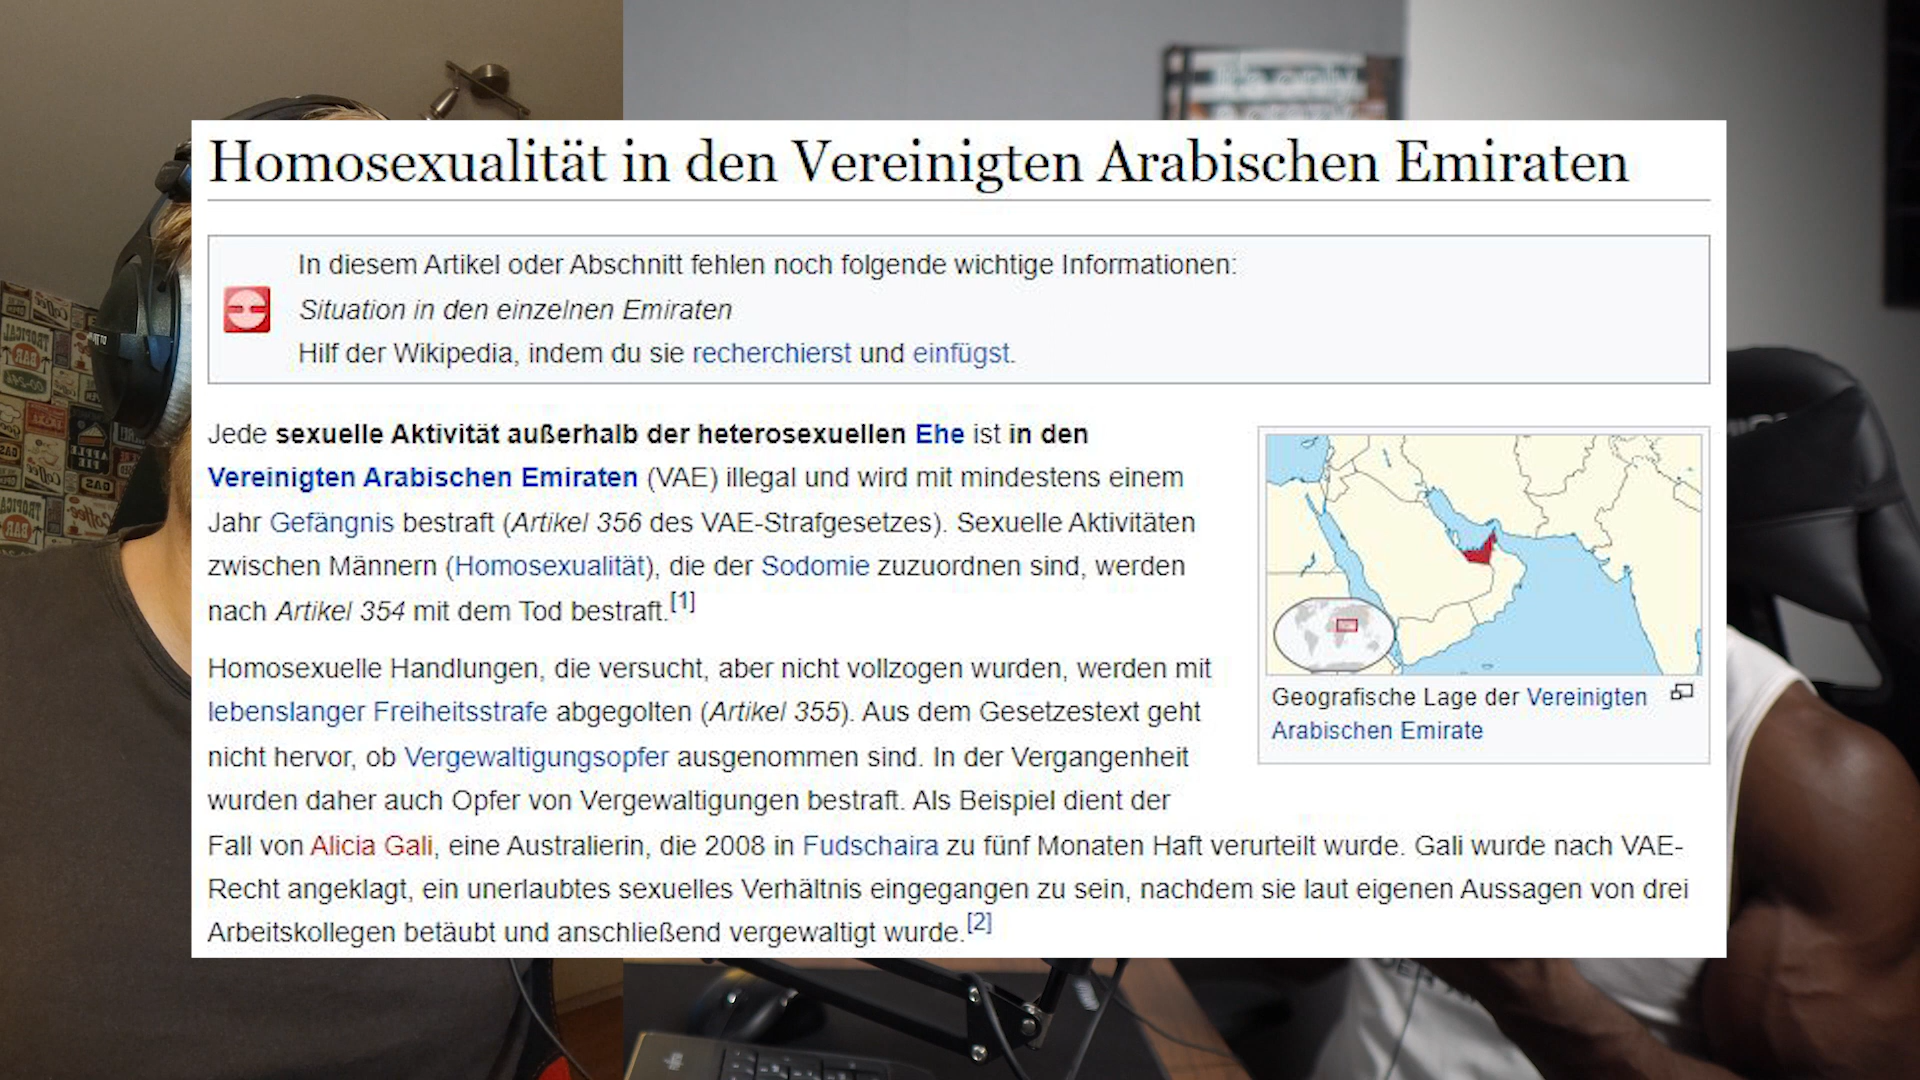 Homosexualität in den Vereinigten Arabischen Emiraten
In diesem Artikel oder Abschnitt fehlen noch folgende wichtige Informationen:
Situation in den einzelnen Emiraten
Hilf der Wikipedia, indem du sie recherchierst und einfügst.
Jede sexuelle Aktivität außerhalb der heterosexuellen Ehe ist in den
Vereinigten Arabischen Emiraten (VAE) illegal und wird mit mindestens einem
Jahr Gefängnis bestraft (Artikel 356 des VAE-Strafgesetzes). Sexuelle Aktivitäten
zwischen Männern (Homosexualität), die der Sodomie zuzuordnen sind, werden
nach Artikel 354 mit dem Tod bestraft.[1]
Homosexuelle Handlungen, die versucht, aber nicht vollzogen wurden, werden mit
lebenslanger Freiheitsstrafe abgegolten (Artikel 355). Aus dem Gesetzestext geht
nicht hervor, ob Vergewaltigungsopfer ausgenommen sind. In der Vergangenheit
wurden daher auch Opfer von Vergewaltigungen bestraft. Als Beispiel dient der
Fall von Alicia Gali, eine Australierin, die 2008 in Fudschaira zu fünf Monaten Haft verurteilt wurde. Gali wurde nach VAE-
Recht angeklagt, ein unerlaubtes sexuelles Verhältnis eingegangen zu sein, nachdem sie laut eigenen Aussagen von drei
Arbeitskollegen betäubt und anschließend vergewaltigt wurde.[2]
Geografische Lage der Vereinigten
Arabischen Emirate
Coffee
TROPICAL
BAR